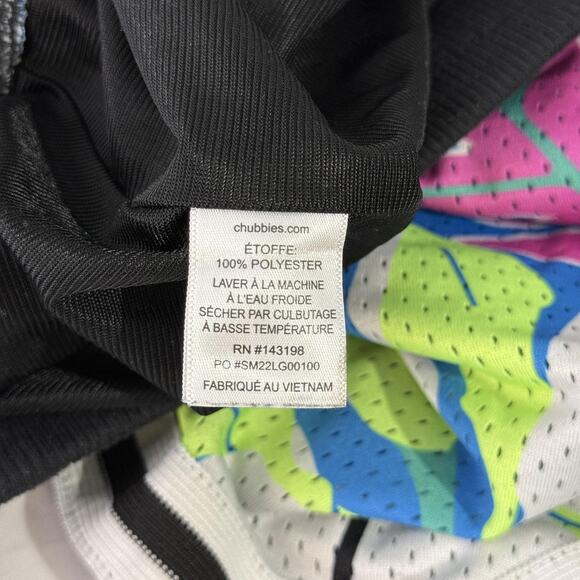 chubbies.com
ÉTOFFE:
100% POLYESTER
LAVER À LA MACHINE
À L'EAU FROIDE
SÉCHER PAR CULBUTAGE
À BASSE TEMPÉRATURE
RN #143198
PO #SM22LG00100
FABRIQUÉ AU VIETNAM